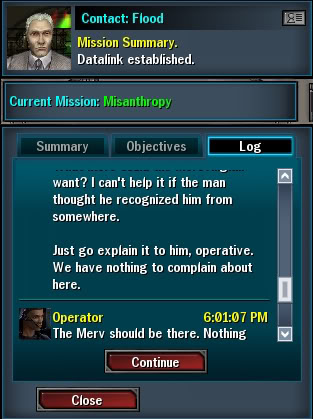 Contact: Flood
Mission Summary.
Datalink established.
Current Mission: Misanthropy
Summary
Objectives
Log
want? I can't help it if the man
thought he recognized him from
somewhere.
Just go explain it to him, operative.
We have nothing to complain about
here.
Operator
6:01:07 PM
The Merv should be there. Nothing
Continue
Close